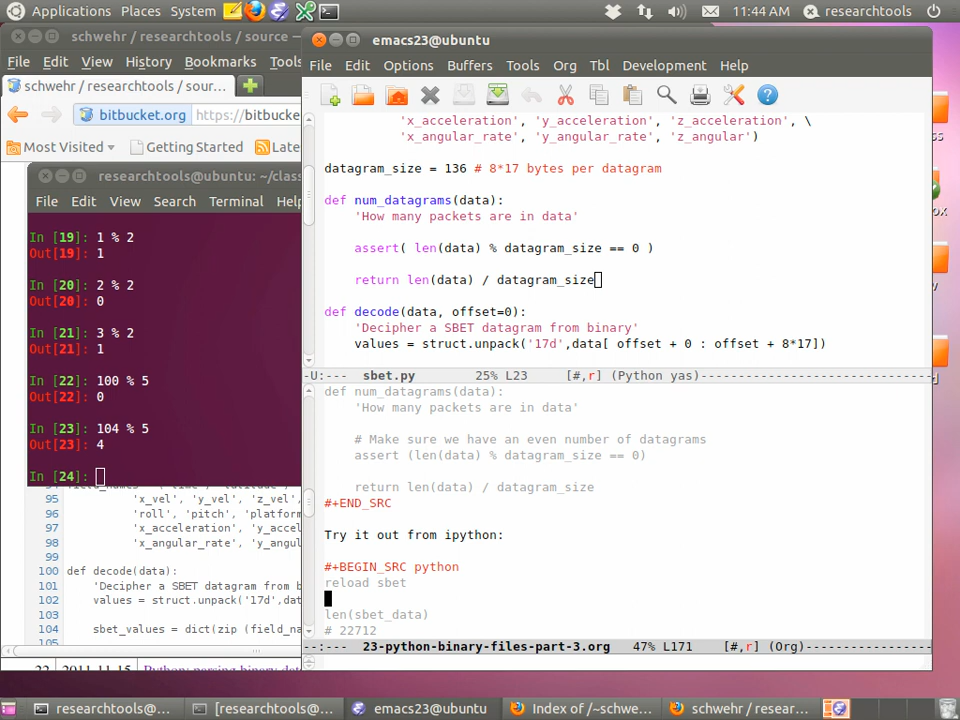 Applications Places System 11:44 AM researchtools
schwehr / researchtools / source —
File Edit View History Bookmarks Tools
schwehr / researchtools / sour...
bitbucket.org https://bitbucke
Most Visited Getting Started Late
researchtools@ubuntu: ~/class
File Edit View Search Terminal Help
In [19]: 1 % 2
Out[19]: 1
In [20]: 2 % 2
Out[20]: 0
In [21]: 3 % 2
Out[21]: 1
In [22]: 100 % 5
Out[22]: 0
In [23]: 104 % 5
Out[23]: 4
In [24]:
95 'x_vel', 'y_vel', 'z_vel',
96 'roll', 'pitch', 'platform
97 'x_acceleration', 'y_accel
98 'x_angular_rate', 'y_angul
99
100 def decode(data):
101 'Decipher a SBET datagram from b
102 values = struct.unpack('17d',dat
103
104 sbet_values = dict(zip (field_na
105
22 2011-11-15 Python: parsing binary dat
emacs23@ubuntu
File Edit Options Buffers Tools Org Tbl Development Help
'x_acceleration', 'y_acceleration', 'z_acceleration', \
'x_angular_rate', 'y_angular_rate', 'z_angular')
datagram_size = 136 # 8*17 bytes per datagram
def num_datagrams(data):
'How many packets are in data'
assert( len(data) % datagram_size == 0 )
return len(data) / datagram_size
def decode(data, offset=0):
'Decipher a SBET datagram from binary'
values = struct.unpack('17d',data[ offset + 0 : offset + 8*17])
-U:--- sbet.py 25% L23 [#,r] (Python yas)
def num_datagrams(data):
'How many packets are in data'
# Make sure we have an even number of datagrams
assert (len(data) % datagram_size == 0)
return len(data) / datagram_size
#+END_SRC
Try it out from ipython:
#+BEGIN_SRC python
reload sbet
len(sbet_data)
# 22712
--:--- 23-python-binary-files-part-3.org 47% L171 [#,r] (Org)
researchtools@... [researchtools@... emacs23@ubuntu Index of /~schwe... schwehr / resear...